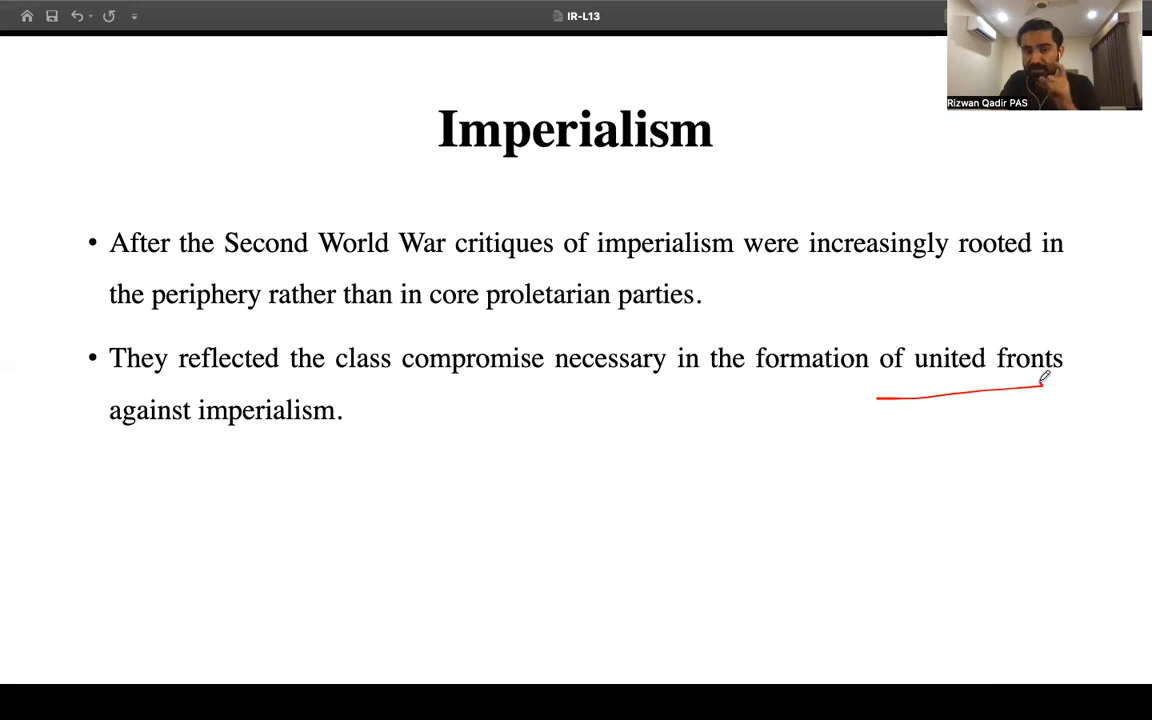 IR-L13
Rizwan Qadir PAS
Imperialism
• After the Second World War critiques of imperialism were increasingly rooted in
the periphery rather than in core proletarian parties.
• They reflected the class compromise necessary in the formation of united fronts
against imperialism.